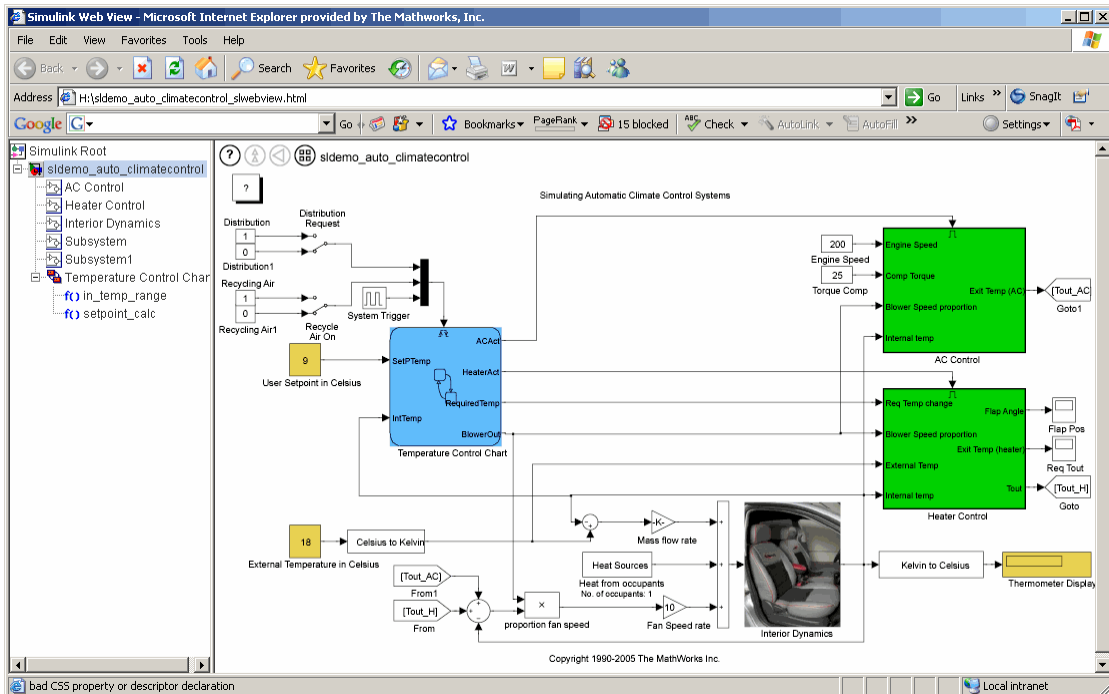 Simulink Web View - Microsoft Internet Explorer provided by The Mathworks, Inc.
File Edit View Favorites Tools Help
Back Search Favorites
Address H:\sldemo_auto_climatecontrol_slwebview.html Go Links » SnagIt
Google G Go Bookmarks PageRank 15 blocked ABC Check AutoLink AutoFill » Settings
Simulink Root
sldemo_auto_climatecontrol
AC Control
Heater Control
Interior Dynamics
Subsystem
Subsystem1
Temperature Control Char
f() in_temp_range
f() setpoint_calc
? sldemo_auto_climatecontrol
?
Simulating Automatic Climate Control Systems
Distribution
1
0
Distribution1
Distribution
Request
Recycling Air
1
0
Recycling Air1
Recycle
Air On
System Trigger
9
User Setpoint in Celsius
SetPTemp
IntTemp
ACAct
HeaterAct
RequiredTemp
BlowerOut
Temperature Control Chart
200
Engine Speed
25
Torque Comp
Engine Speed
Comp Torque
Blower Speed proportion
Internal temp
Exit Temp (AC)
AC Control
[Tout_AC
Goto1
Req Temp change
Blower Speed proportion
External Temp
Internal temp
Flap Angle
Exit Temp (heater)
Tout
Heater Control
Flap Pos
Req Tout
[Tout_H]
Goto
18
External Temperature in Celsius
Celsius to Kelvin
-K-
Mass flow rate
Heat Sources
Heat from occupants
No. of occupants: 1
[Tout_AC]
From1
[Tout_H]
From
×
proportion fan speed
10
Fan Speed rate
Interior Dynamics
Kelvin to Celsius
Thermometer Display
Copyright 1990-2005 The MathWorks Inc.
bad CSS property or descriptor declaration
Local intranet